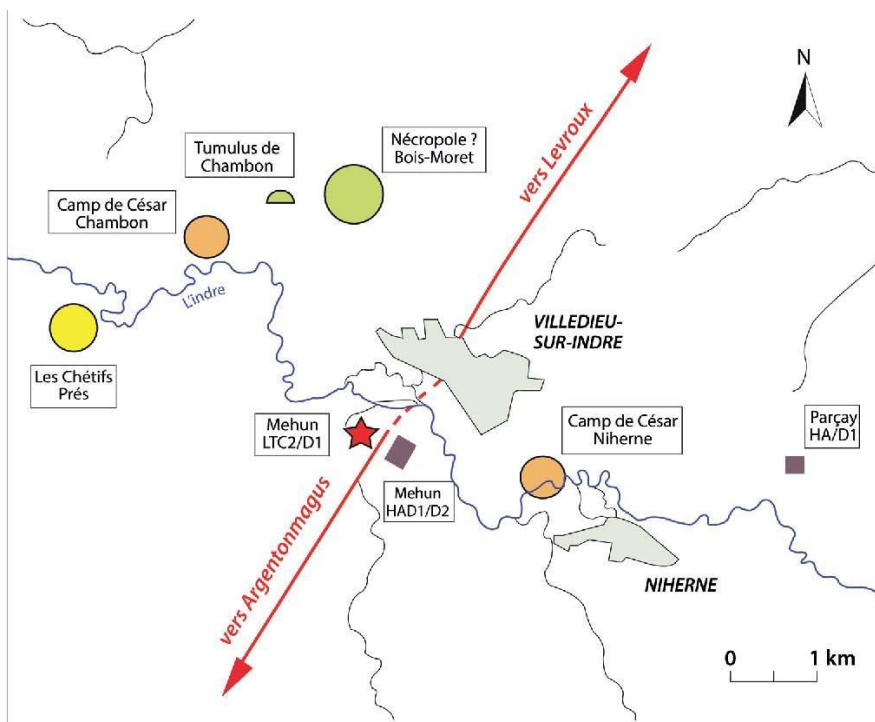 N
vers Levroux
Nécropole ?
Bois-Moret
Tumulus de
Chambon
Camp de César
Chambon
L'indre
Les Chétifs
Prés
VILLEDIEU-
SUR-INDRE
Mehun
LTC2/D1
Camp de César
Niherne
Parçay
HA/D1
Mehun
HAD1/D2
vers Argentonmagus
NIHERNE
0 1 km